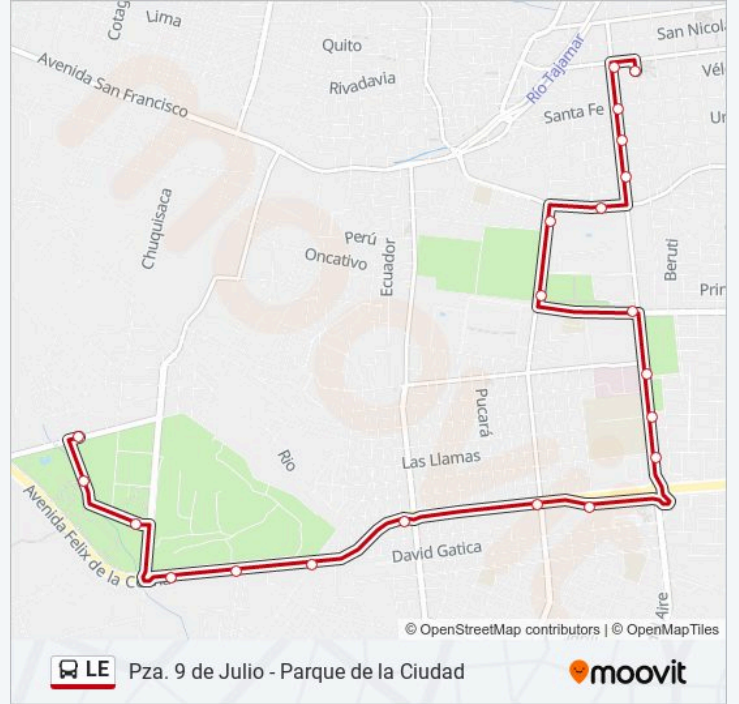 Cotag
Lima
San Nicol
Quito
Rivadavia
Río Tajamar
Vél
Avenida San Francisco
Santa Fe
Ur
Chuquisaca
Perú
Oncativo
Ecuador
Beruti
Prin
Pucará
Río
Las Llamas
Avenida Felix de la C
David Gatica
Aire
© OpenStreetMap contributors | © OpenMapTiles
LE
Pza. 9 de Julio - Parque de la Ciudad
moovit
moovit